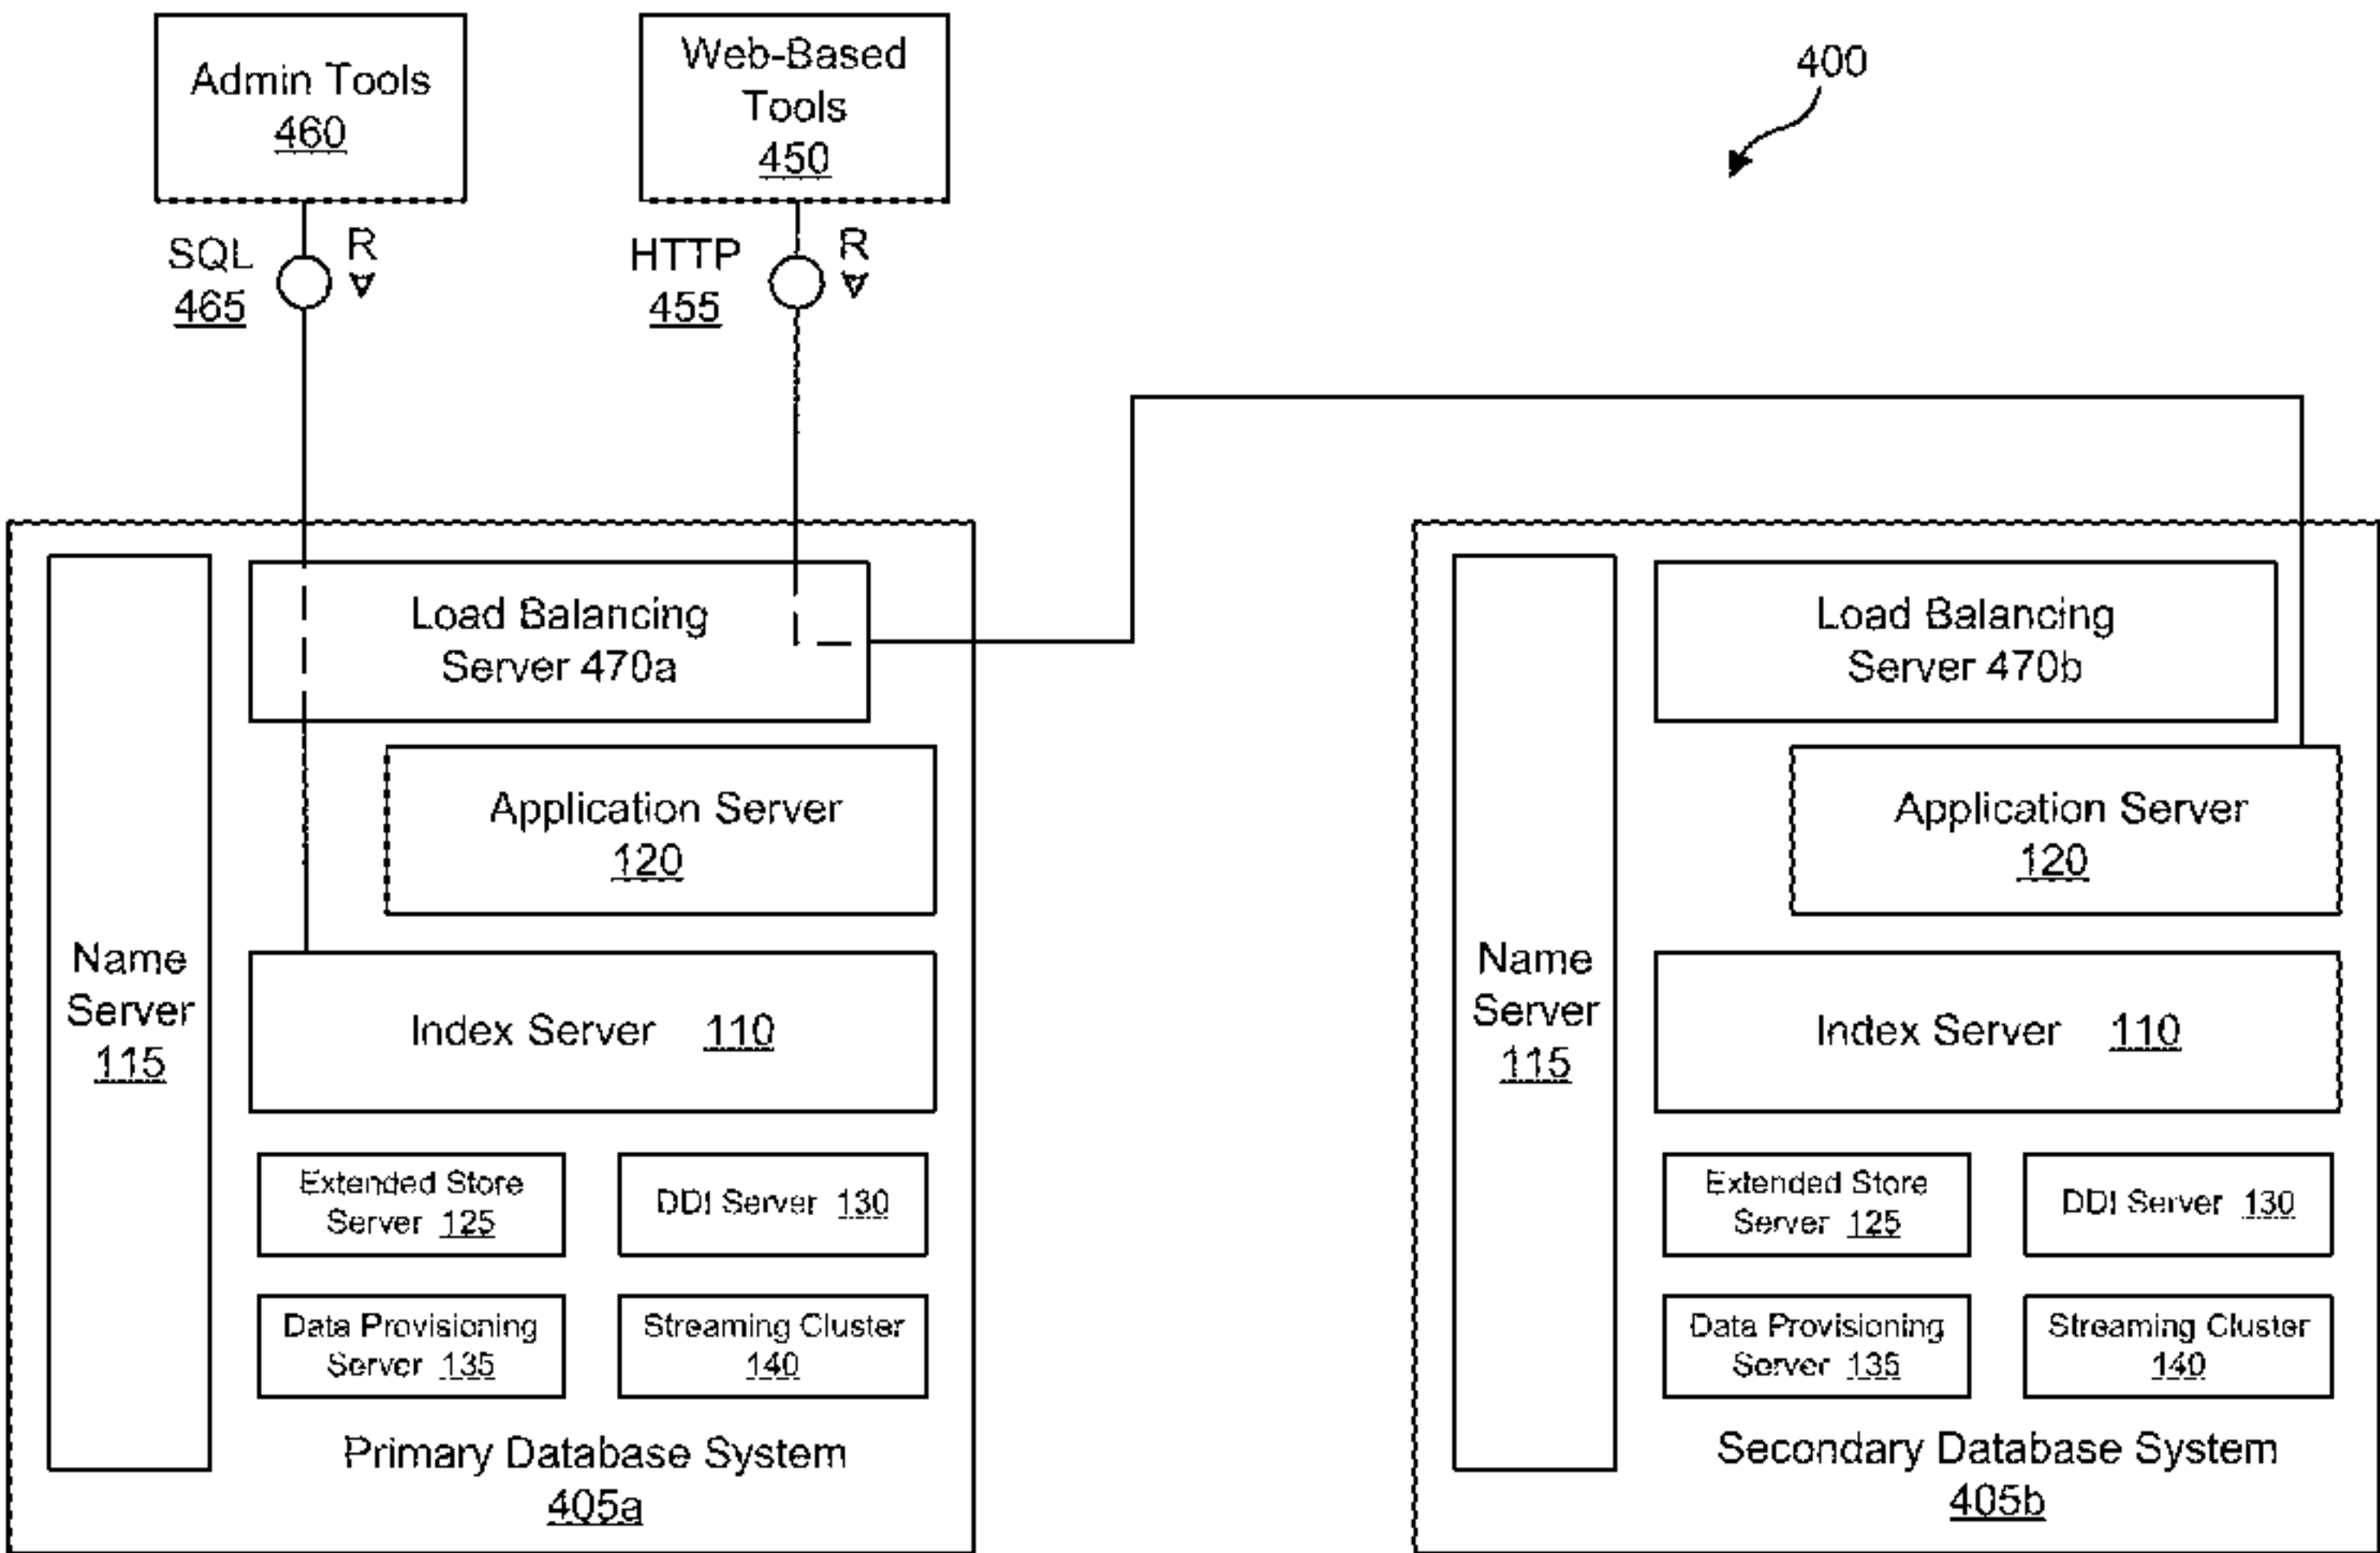 Admin Tools
460
Web-Based
Tools
450
400
SQL
465
R
HTTP
455
R
Load Balancing
Server 470a
Application Server
120
Name
Server
115
Index Server 110
Extended Store
Server 125
DDI Server 130
Data Provisioning
Server 135
Streaming Cluster
140
Primary Database System
405a
Load Balancing
Server 470b
Application Server
120
Name
Server
115
Index Server 110
Extended Store
Server 125
DDI Server 130
Data Provisioning
Server 135
Streaming Cluster
140
Secondary Database System
405b